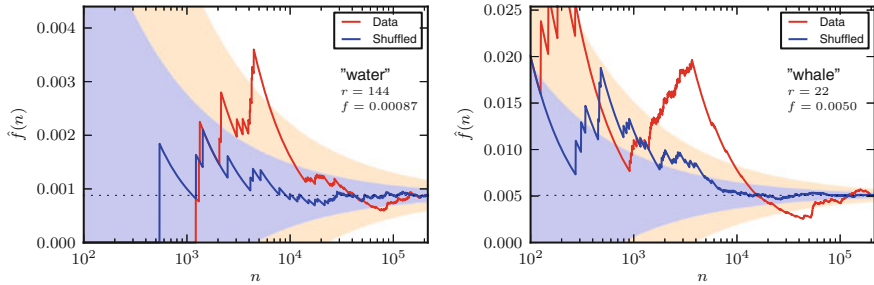 0.004
0.003
0.002
0.001
0.000
f̂(n)
Data
Shuffled
"water"
r = 144
f = 0.00087
10²
10³
10⁴
10⁵
n
0.025
0.020
0.015
0.010
0.005
0.000
f̂(n)
Data
Shuffled
"whale"
r = 22
f = 0.0050
10²
10³
10⁴
10⁵
n